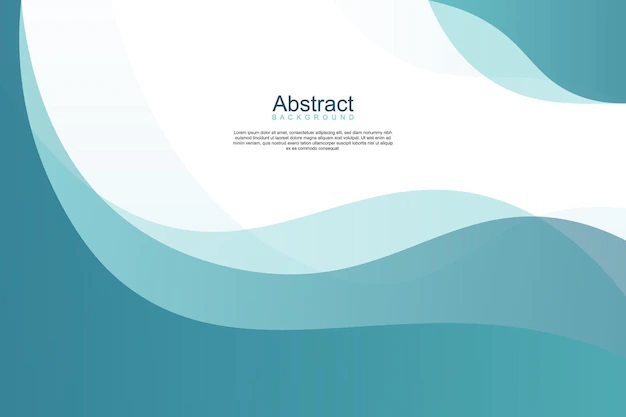 Abstract
BACKGROUND
Lorem ipsum dolor sit amet, consectetuer adipiscing elit, sed diam nonummy
nibh euismod tincidunt ut laoreet dolore magna aliquam erat volutpat. Ut wisi
enim ad minim veniam, quis nostrud exerci tation ullamcorper suscipit lobortis
nisl ut aliquip ex ea
commodo consequat.